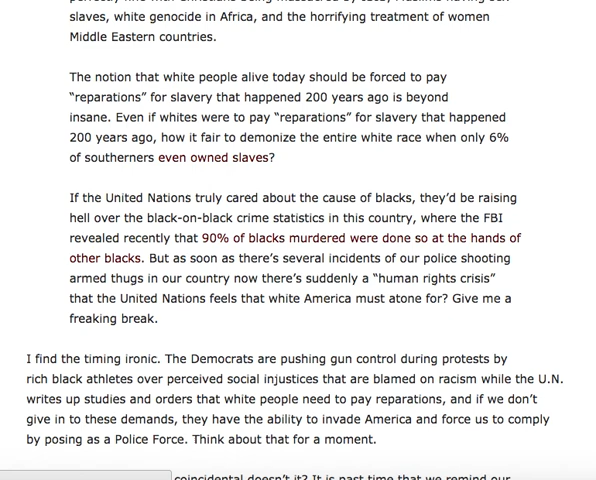 slaves, white genocide in Africa, and the horrifying treatment of women
Middle Eastern countries.
The notion that white people alive today should be forced to pay
“reparations” for slavery that happened 200 years ago is beyond
insane. Even if whites were to pay “reparations” for slavery that happened
200 years ago, how it fair to demonize the entire white race when only 6%
of southerners even owned slaves?
If the United Nations truly cared about the cause of blacks, they’d be raising
hell over the black-on-black crime statistics in this country, where the FBI
revealed recently that 90% of blacks murdered were done so at the hands of
other blacks. But as soon as there’s several incidents of our police shooting
armed thugs in our country now there’s suddenly a “human rights crisis”
that the United Nations feels that white America must atone for? Give me a
freaking break.
I find the timing ironic. The Democrats are pushing gun control during protests by
rich black athletes over perceived social injustices that are blamed on racism while the U.N.
writes up studies and orders that white people need to pay reparations, and if we don’t
give in to these demands, they have the ability to invade America and force us to comply
by posing as a Police Force. Think about that for a moment.
coincidental doesn’t it? It is past time that we remind our